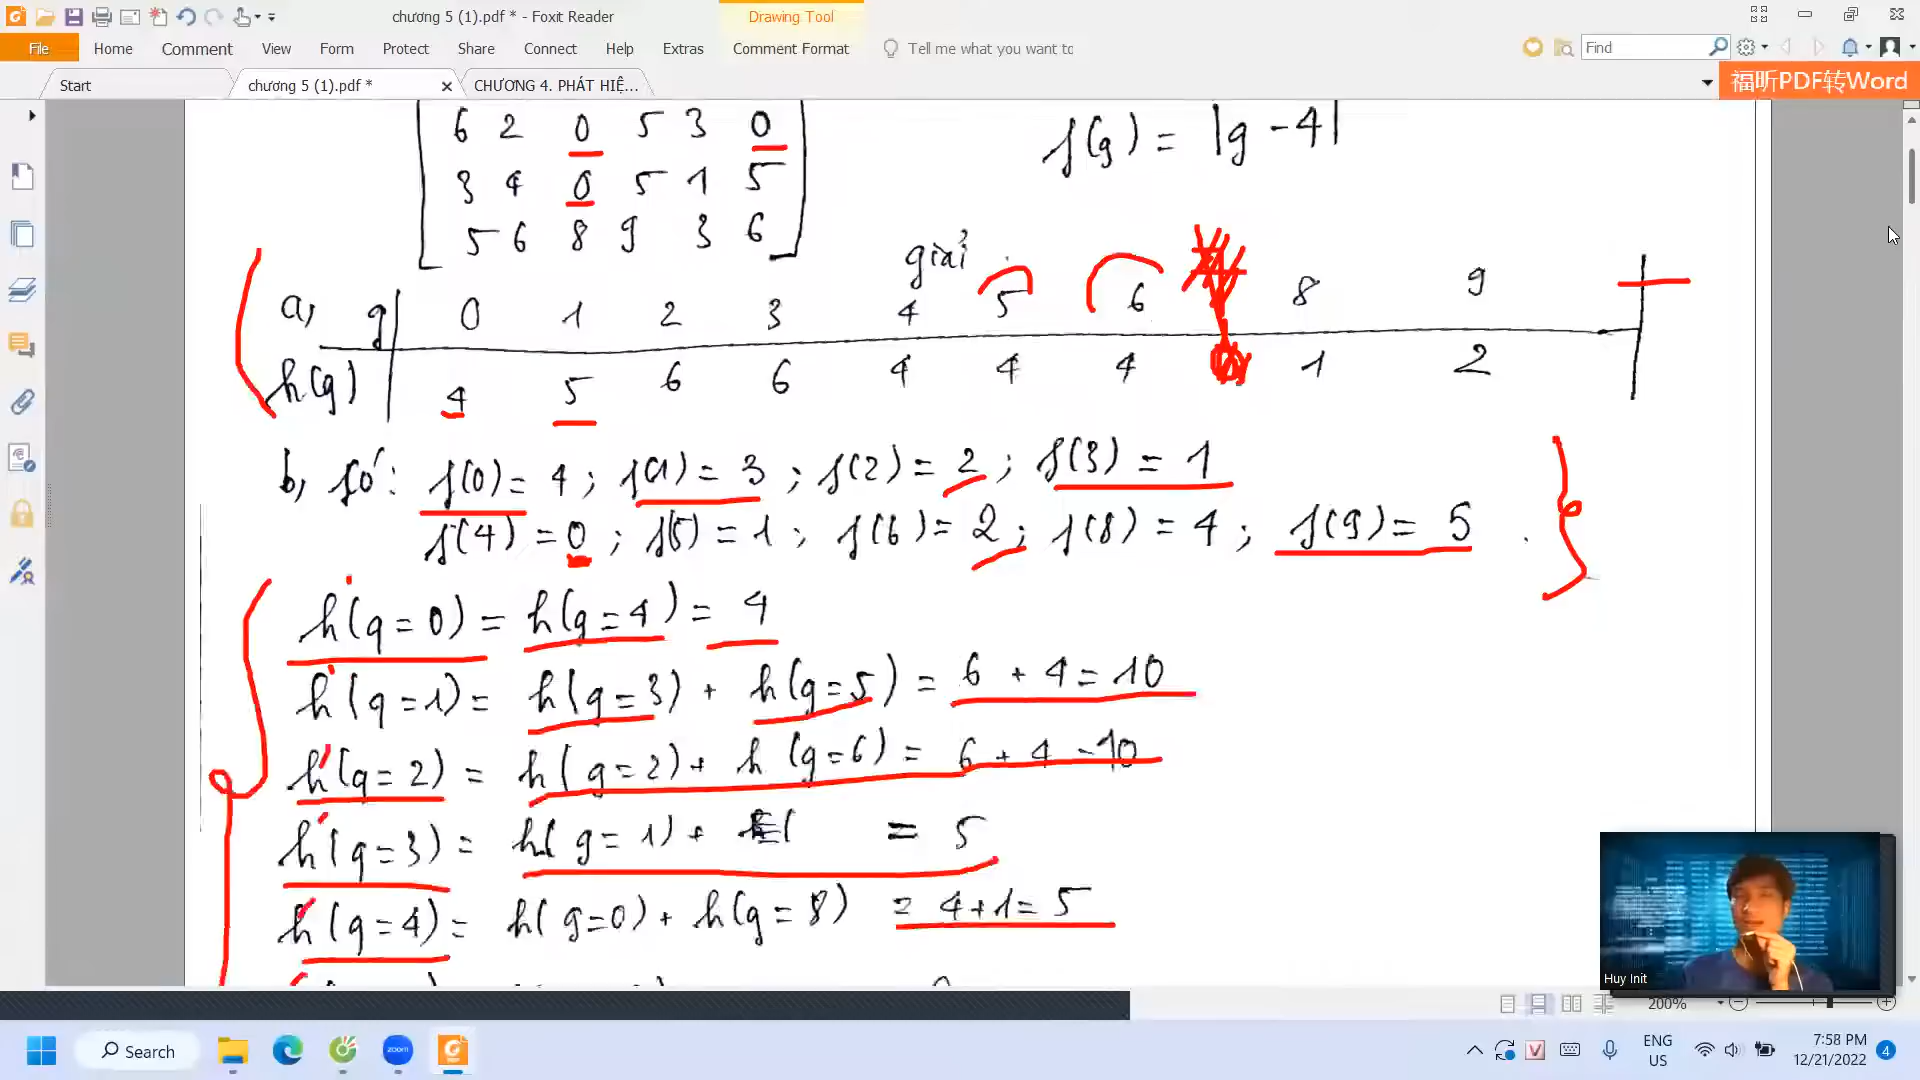 chương 5 (1).pdf * - Foxit Reader
Drawing Tool
File Home Comment View Form Protect Share Connect Help Extras Comment Format Tell me what you want to Find
Start chương 5 (1).pdf * CHƯƠNG 4. PHÁT HIỆ...
福昕PDF转Word
6 2 0 5 3 0
3 4 0 5 1 5
5 6 8 9 3 6
f(g) = |g - 4|
giải
a, g 0 1 2 3 4 5 6 8 9
h(g) 4 5 6 6 4 4 4 1 2
b, có: f(0) = 4; f(1) = 3; f(2) = 2; f(3) = 1
f(4) = 0; f(5) = 1; f(6) = 2; f(8) = 4; f(9) = 5.
h'(g = 0) = h(g = 4) = 4
h'(g = 1) = h(g = 3) + h(g = 5) = 6 + 4 = 10
h'(g = 2) = h(g = 2) + h(g = 6) = 6 + 4 = 10
h'(g = 3) = h(g = 1) + = 5
h'(g = 4) = h(g = 0) + h(g = 8) = 4 + 1 = 5
Huy Init
200%
Search
zoom
ENG
US
7:58 PM
12/21/2022
4